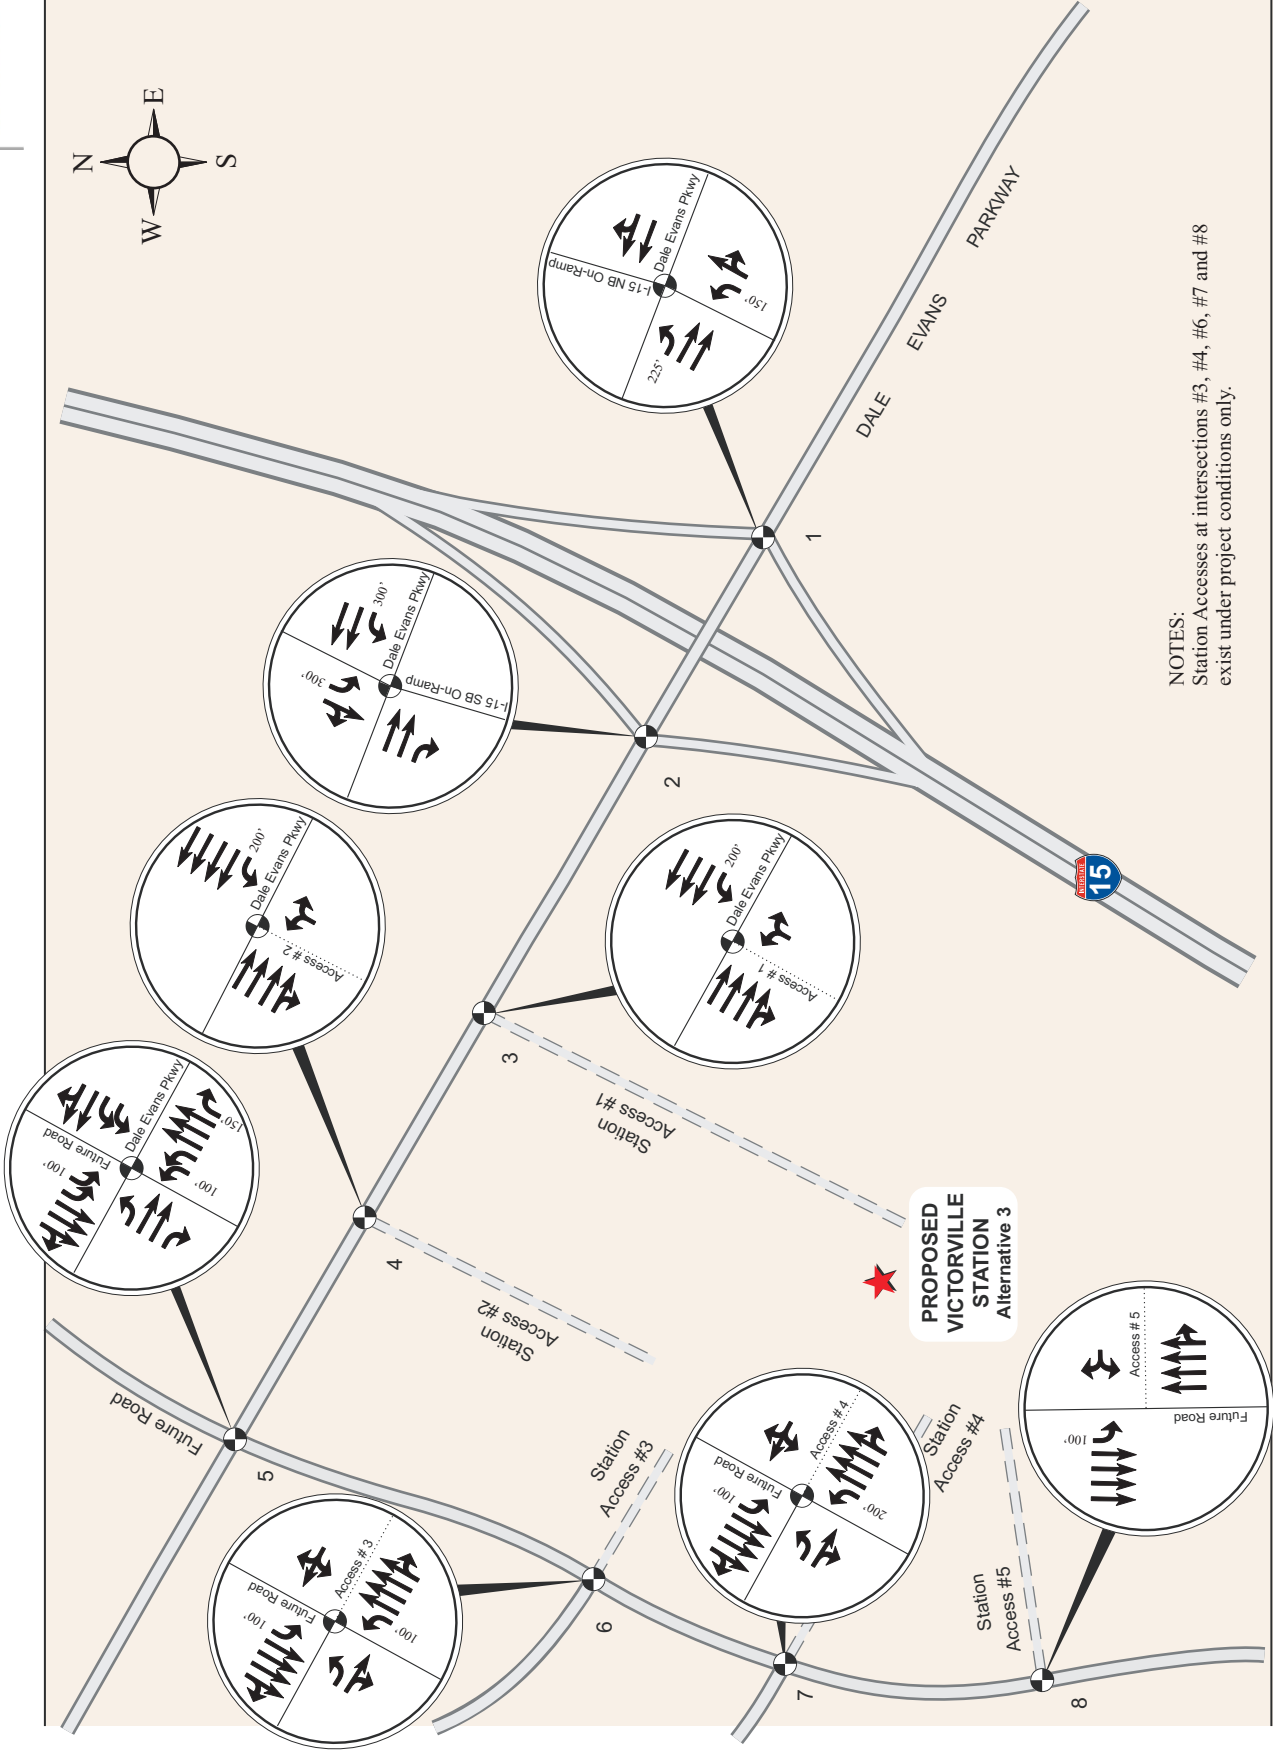 N
W
E
S
I-15 NB On-Ramp
Dale Evans Pkwy
225'
150'
300'
Dale Evans Pkwy
300'
I-15 SB On-Ramp
200'
Dale Evans Pkwy
Access # 2
200'
Dale Evans Pkwy
Access # 1
Future Road
Dale Evans Pkwy
100'
150'
100'
Future Road
100'
Access # 3
100'
Future Road
100'
Access # 4
200'
100'
Access # 5
Future Road
DALE
EVANS
PARKWAY
1
2
3
4
5
6
7
8
Future Road
Station
Access #1
Station
Access #2
Station
Access #3
Station
Access #4
Station
Access #5
INTERSTATE
15
PROPOSED
VICTORVILLE
STATION
Alternative 3
NOTES:
Station Accesses at intersections #3, #4, #6, #7 and #8
exist under project conditions only.